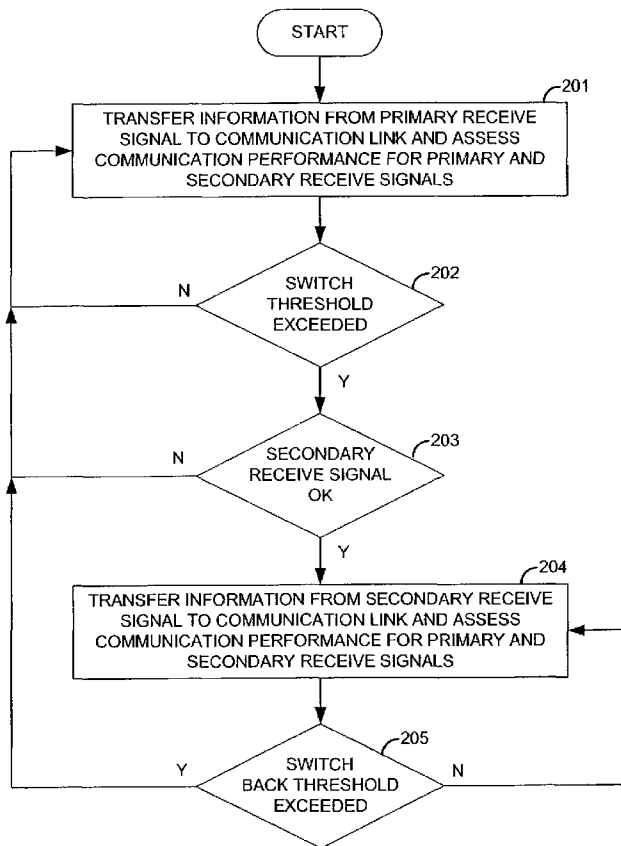 START
201
TRANSFER INFORMATION FROM PRIMARY RECEIVE
SIGNAL TO COMMUNICATION LINK AND ASSESS
COMMUNICATION PERFORMANCE FOR PRIMARY AND
SECONDARY RECEIVE SIGNALS
202
N
SWITCH
THRESHOLD
EXCEEDED
Y
203
N
SECONDARY
RECEIVE SIGNAL
OK
Y
204
TRANSFER INFORMATION FROM SECONDARY RECEIVE
SIGNAL TO COMMUNICATION LINK AND ASSESS
COMMUNICATION PERFORMANCE FOR PRIMARY AND
SECONDARY RECEIVE SIGNALS
205
Y
SWITCH
BACK THRESHOLD
EXCEEDED
N